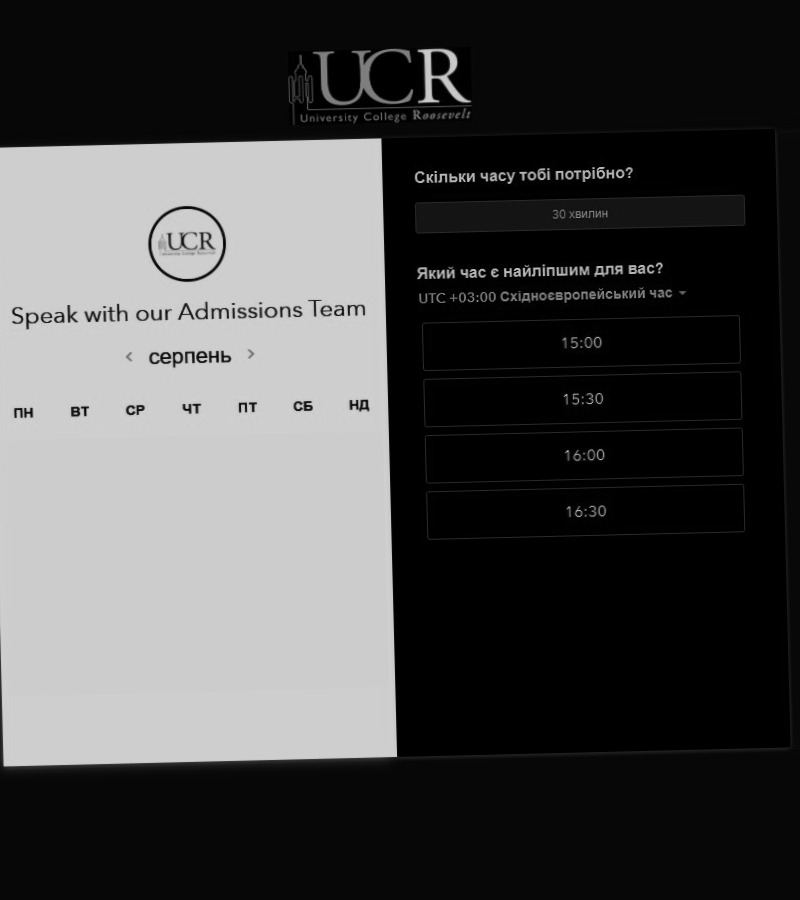 UCR
University College Roosevelt
UCR
University College Roosevelt
Speak with our Admissions Team
серпень
ПН ВТ СР ЧТ ПТ СБ НД
Скільки часу тобі потрібно?
30 хвилин
Який час є найліпшим для вас?
UTC +03:00 Східноєвропейський час
15:00
15:30
16:00
16:30